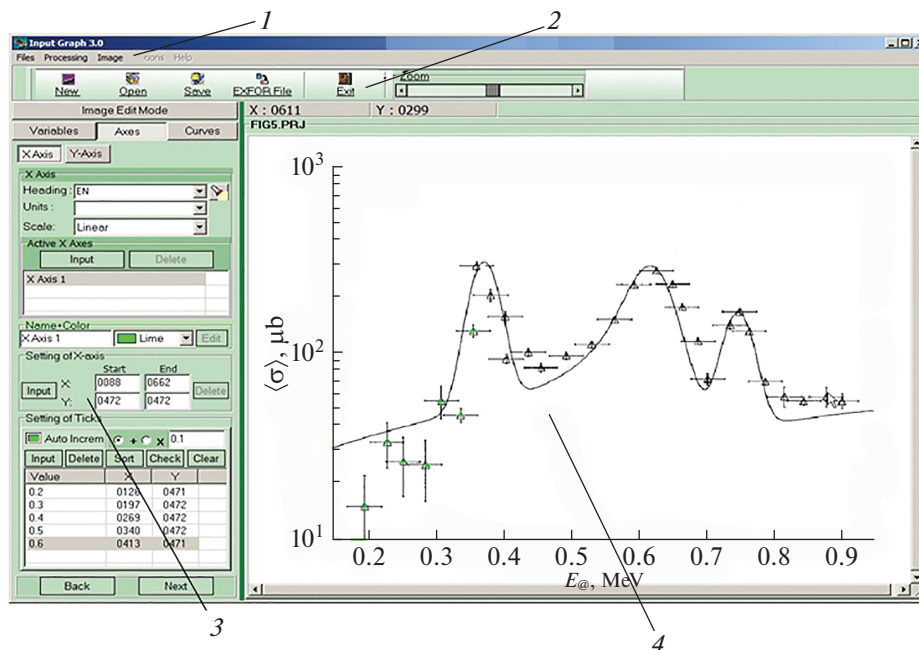 1
2
Input Graph 3.0
Files Processing Image tions Help
New Open Save EXFOR File Exit Zoom
Image Edit Mode
X : 0611 Y : 0299
Variables Axes Curves
FIG5.PRJ
X Axis Y-Axis
X Axis
Heading : EN
Units :
Scale: Linear
Active X Axes
Input Delete
X Axis 1
Name+Color
X Axis 1 Lime Edit
Setting of X-axis
Start End
Input X: 0088 0662 Delete
Y: 0472 0472
Setting of Ticks
Auto Increm + x 0.1
Input Delete Sort Check Clear
Value X Y
0.2 0126 0471
0.3 0197 0472
0.4 0269 0472
0.5 0340 0472
0.6 0413 0471
Back Next
10³
10²
10¹
⟨σ⟩, μb
0.2 0.3 0.4 0.5 0.6 0.7 0.8 0.9
E@, MeV
3
4